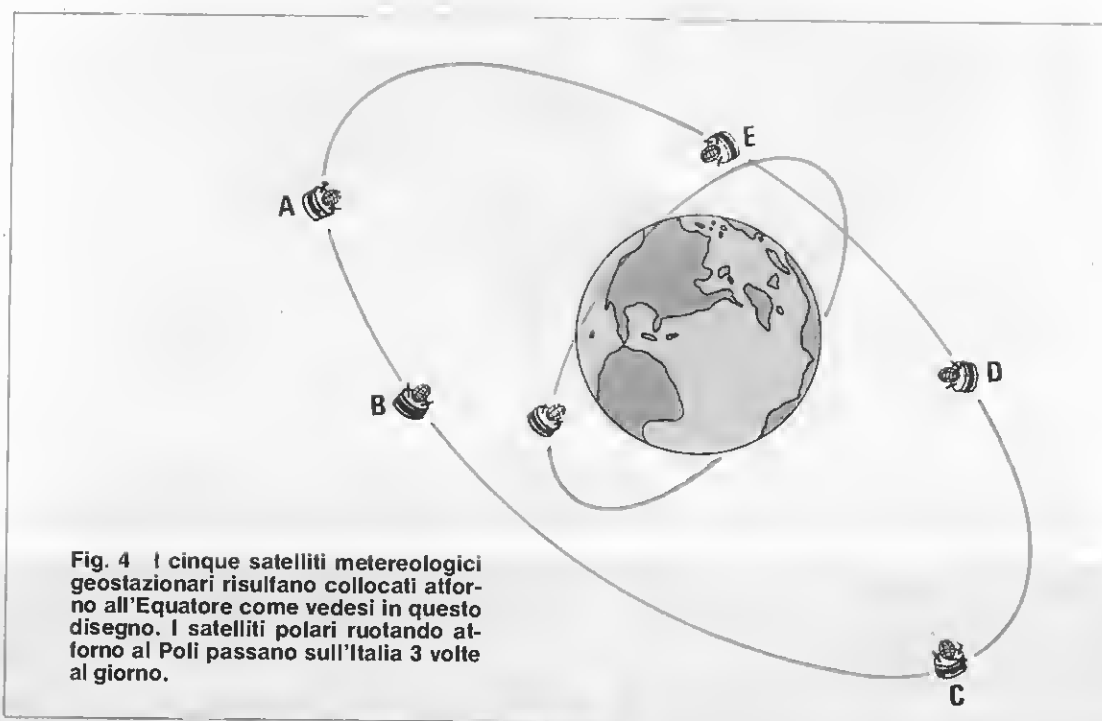 E
A
D
B
C
Fig. 4 I cinque satelliti metereologici
geostazionari risulfano collocati atfor-
no all'Equatore come vedesi in questo
disegno. I satelliti polari ruotando at-
forno al Poli passano sull'Italia 3 volte
al giorno.